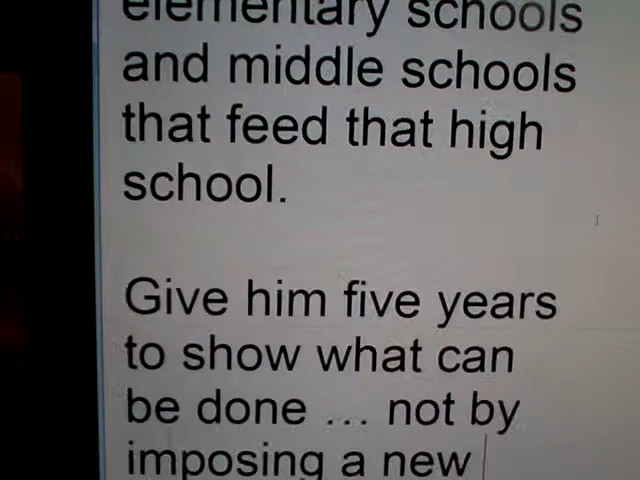 elementary schools
and middle schools
that feed that high
school.
Give him five years
to show what can
be done ... not by
imposing a new